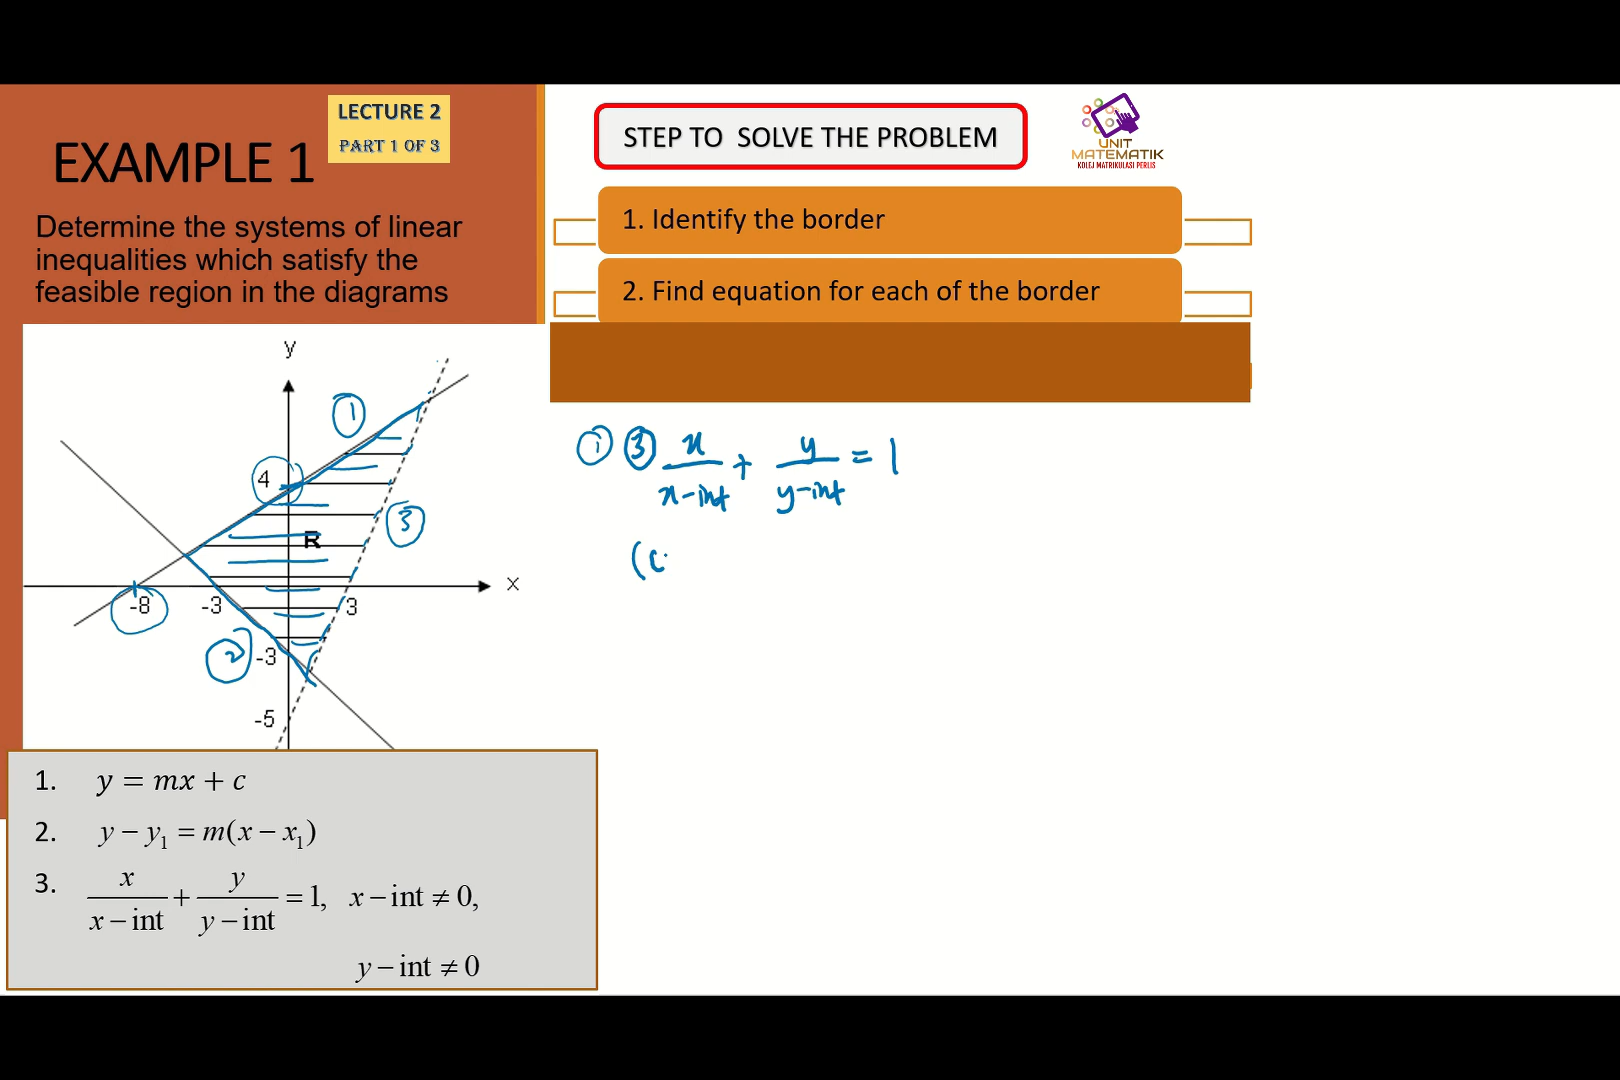 LECTURE 2
PART 1 OF 3
EXAMPLE 1
Determine the systems of linear
inequalities which satisfy the
feasible region in the diagrams
STEP TO SOLVE THE PROBLEM
UNIT
MATEMATIK
KOLEJ MATRIKULASI PERLIS
1. Identify the border
2. Find equation for each of the border
y
1
4
3
R
x
-8
-3
3
2
-3
-5
1 3 x/x-int + y/y-int = 1
1. y = mx + c
2. y − y₁ = m(x − x₁)
3. x/x − int + y/y − int = 1, x − int ≠ 0,
y − int ≠ 0